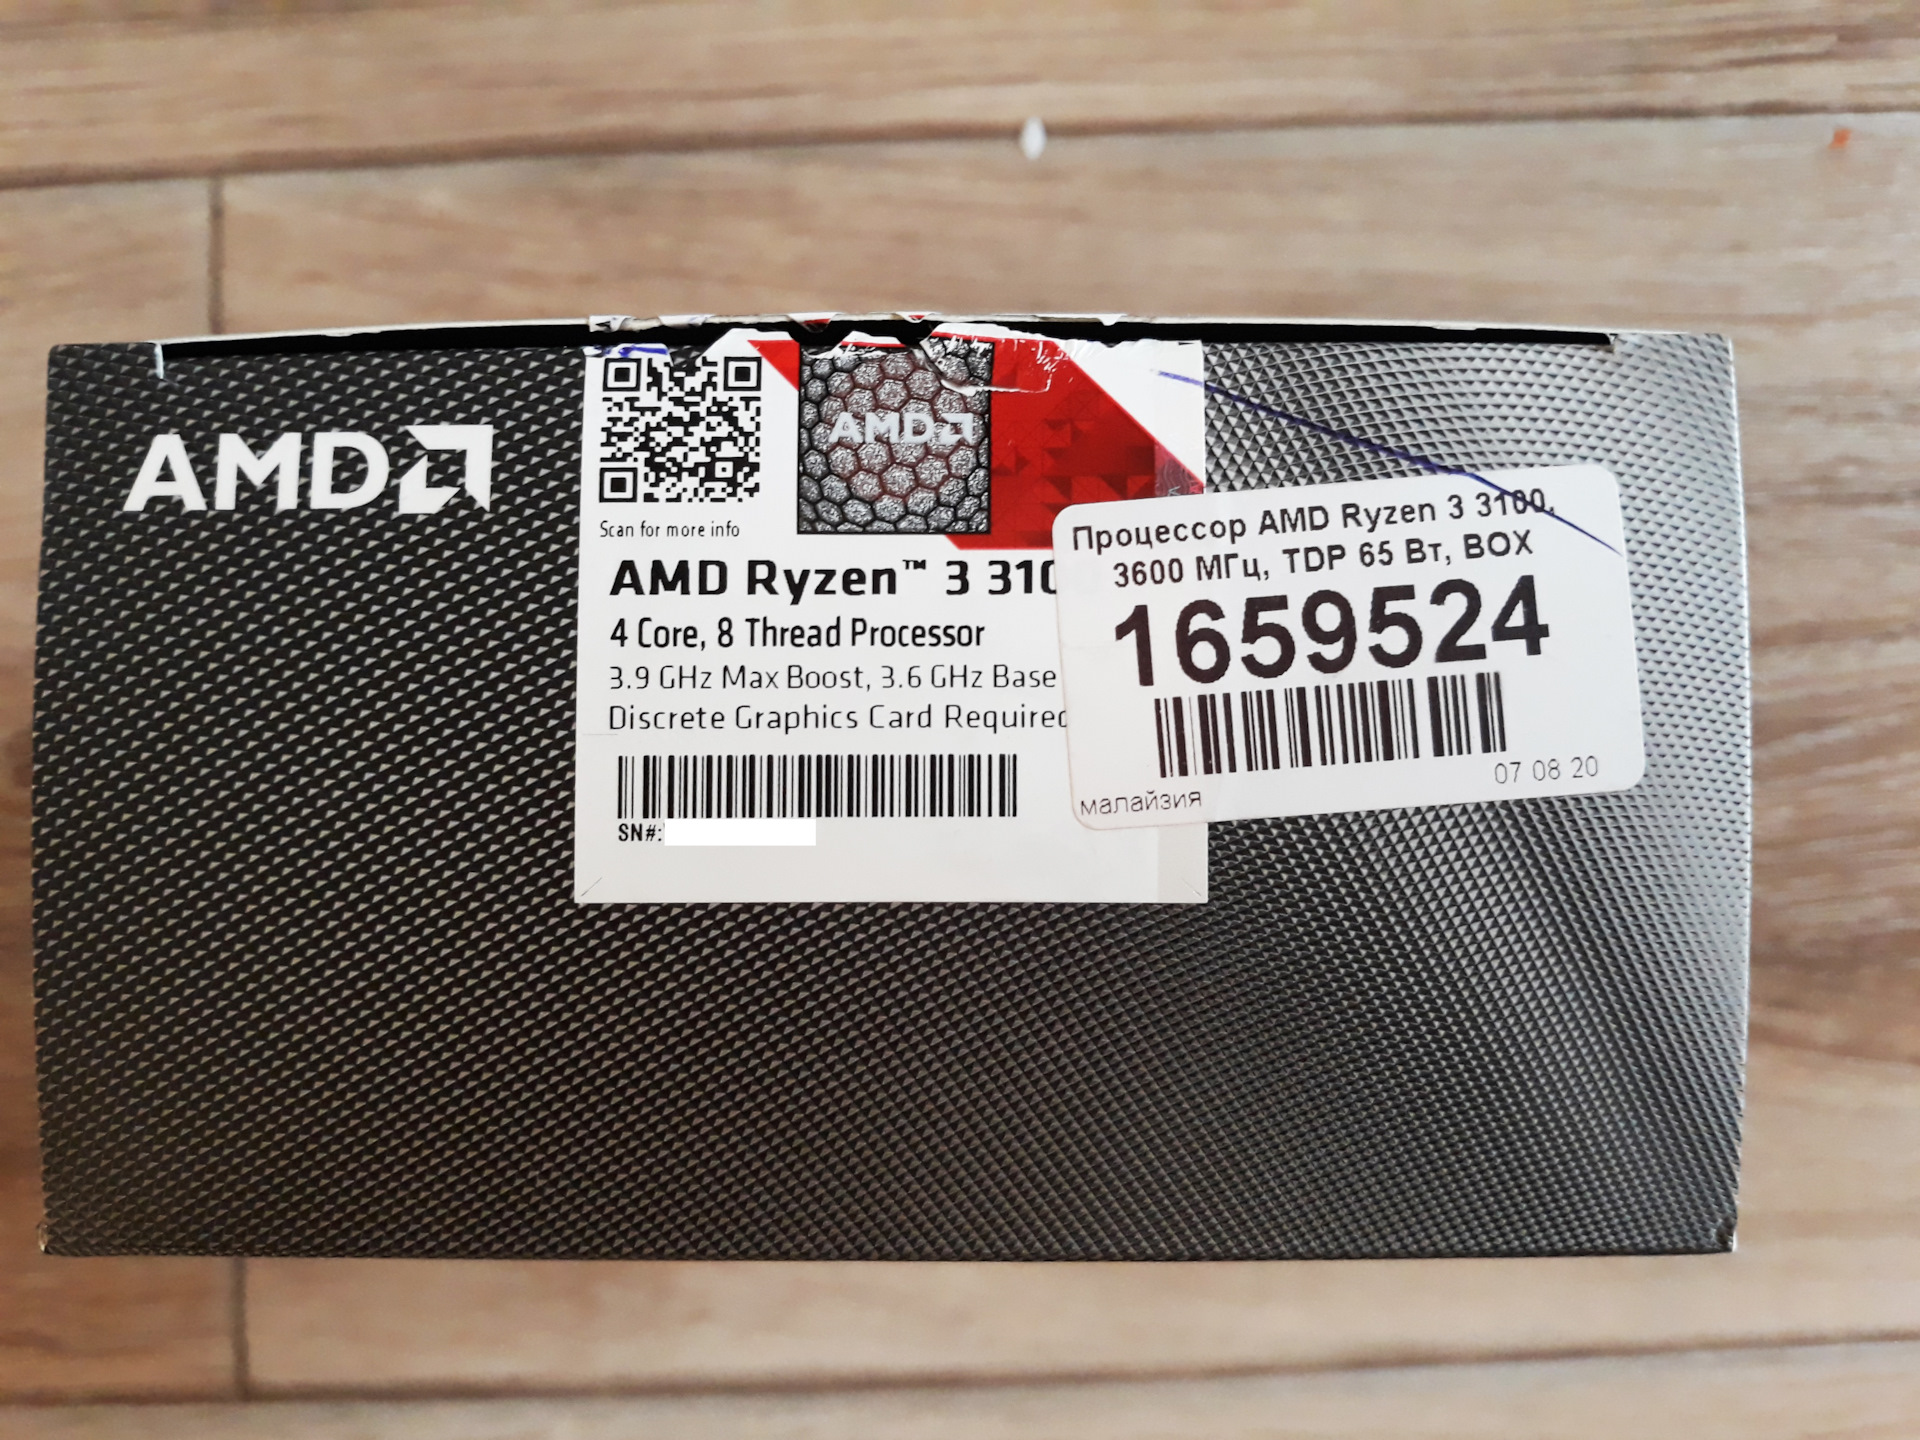 AMD
AMD
Scan for more info
AMD Ryzen™ 3 310
4 Core, 8 Thread Processor
3.9 GHz Max Boost, 3.6 GHz Base
Discrete Graphics Card Required
SN#:
Процессор AMD Ryzen 3 3100,
3600 МГц, TDP 65 Вт, BOX
1659524
07 08 20
малайзия